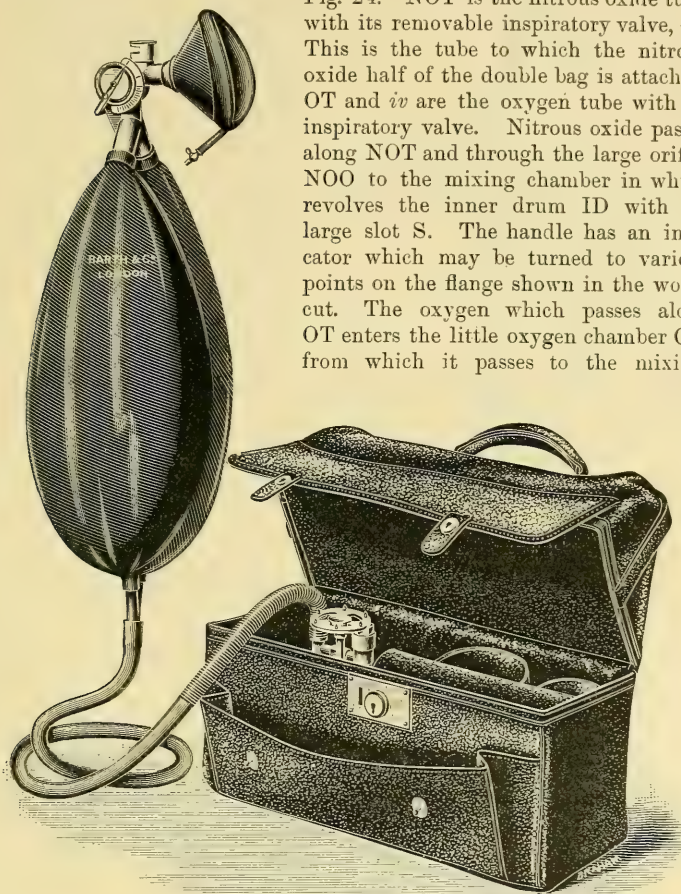 Fig. 24. NOT is the nitrous oxide tu
with its removable inspiratory valve,
This is the tube to which the nitro
oxide half of the double bag is attach
OT and iv are the oxygen tube with
inspiratory valve. Nitrous oxide pas
along NOT and through the large orif
NOO to the mixing chamber in wh
revolves the inner drum ID with
large slot S. The handle has an in
cator which may be turned to vario
points on the flange shown in the wo
cut. The oxygen which passes alo
OT enters the little oxygen chamber
from which it passes to the mixi
BARTH & Co
LONDON